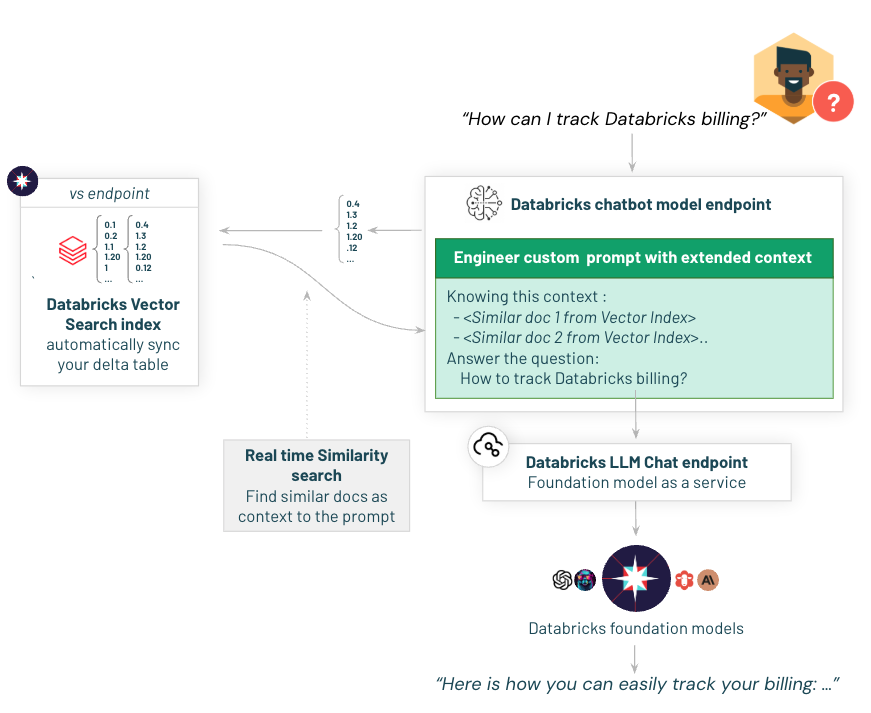 ?
“How can I track Databricks billing?”
vs endpoint
0.1
0.2
1.1
1.20
1
...
0.4
1.3
1.2
1.20
0.12
...
Databricks Vector
Search index
automatically sync
your delta table
0.4
1.3
1.2
1.20
.12
...
Databricks chatbot model endpoint
Engineer custom prompt with extended context
Knowing this context :
- <Similar doc 1 from Vector Index>
- <Similar doc 2 from Vector Index>..
Answer the question:
How to track Databricks billing?
Real time Similarity
search
Find similar docs as
context to the prompt
Databricks LLM Chat endpoint
Foundation model as a service
Databricks foundation models
“Here is how you can easily track your billing: ...”